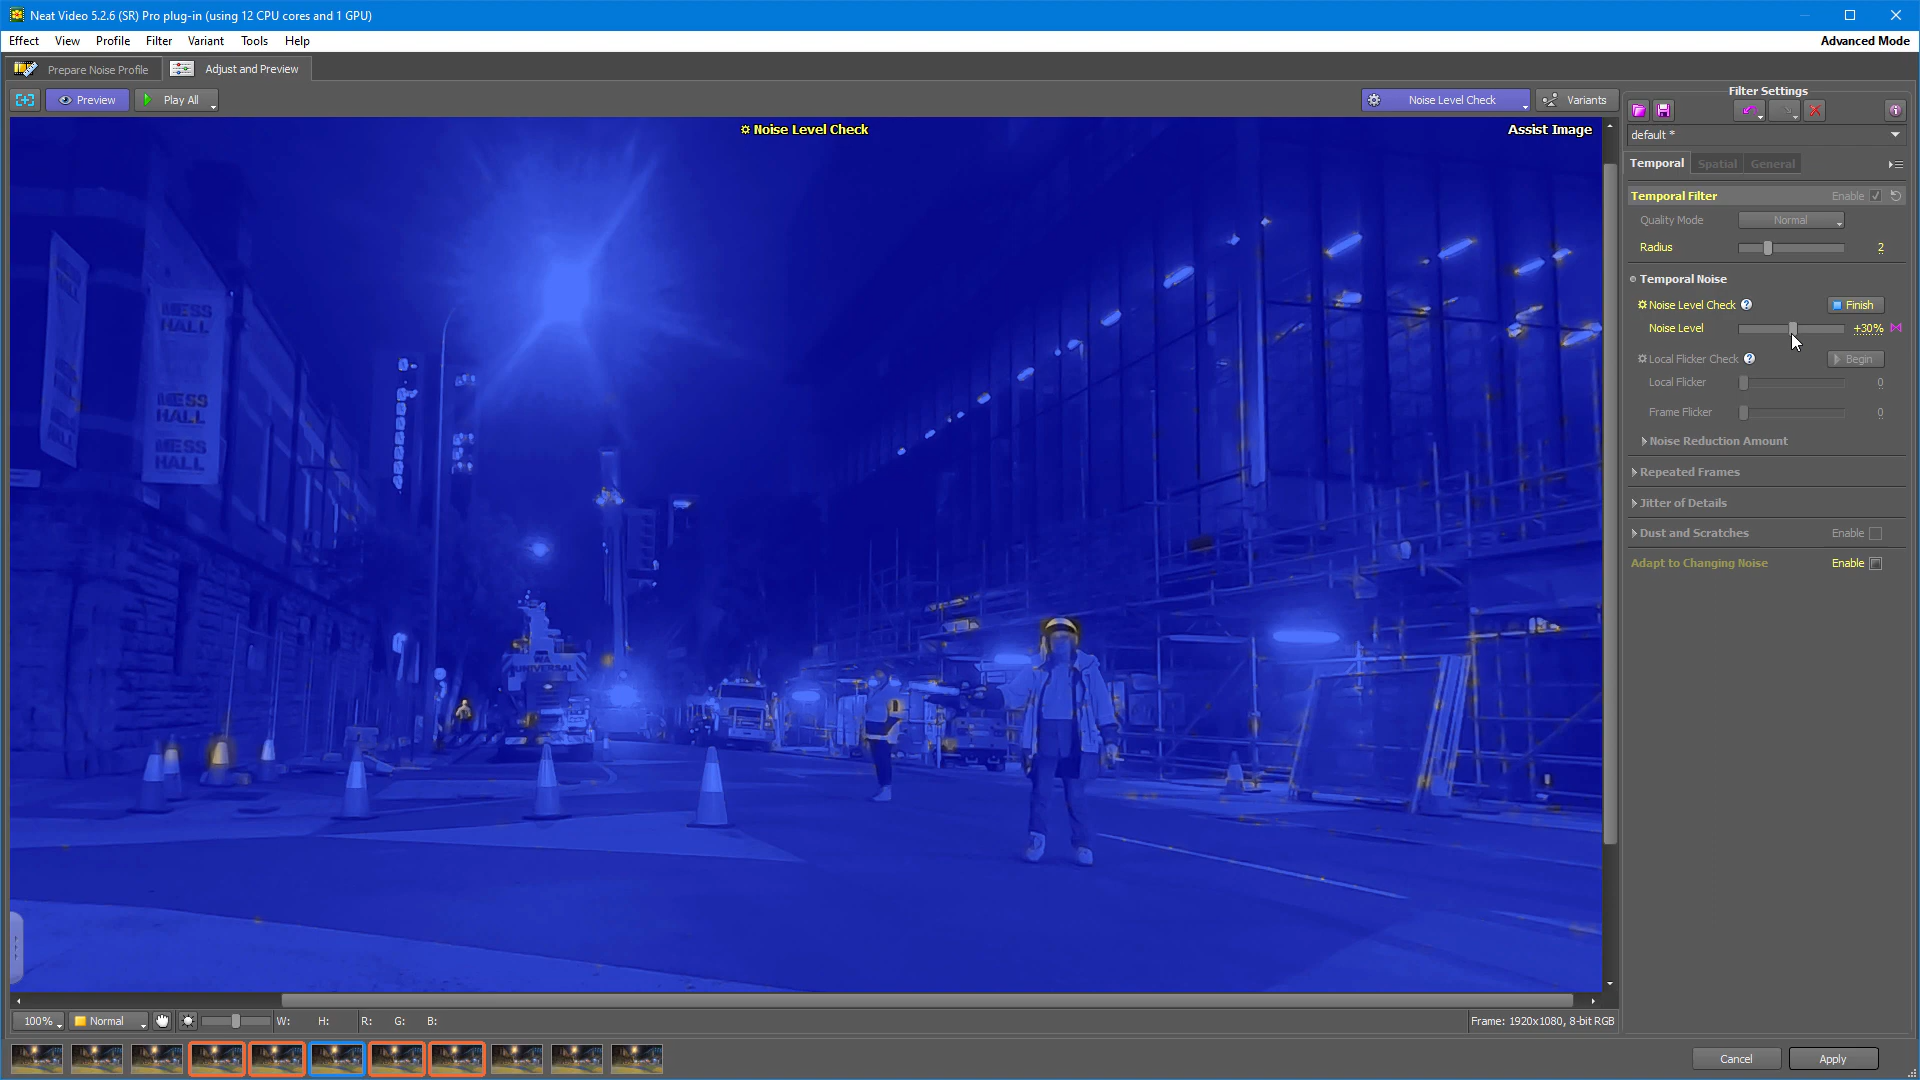 Neat Video 5.2.6 (SR) Pro plug-in (using 12 CPU cores and 1 GPU)
Effect View Profile Filter Variant Tools Help Advanced Mode
Prepare Noise Profile Adjust and Preview
Preview Play All Noise Level Check Variants
Noise Level Check Assist Image
MESS HALL
MESS HALL
MESS HALL
WA UNIVERSAL
Filter Settings
default *
Temporal Spatial General
Temporal Filter Enable
Quality Mode Normal
Radius 2
Temporal Noise
Noise Level Check ? Finish
Noise Level +30%
Local Flicker Check ? Begin
Local Flicker 0
Frame Flicker 0
Noise Reduction Amount
Repeated Frames
Jitter of Details
Dust and Scratches Enable
Adapt to Changing Noise Enable
100% Normal W: H: R: G: B: Frame: 1920x1080, 8-bit RGB
Cancel Apply